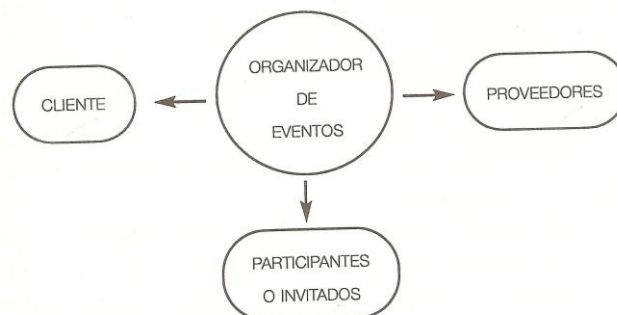 ORGANIZADOR
DE
EVENTOS
CLIENTE
PROVEEDORES
PARTICIPANTES
O INVITADOS